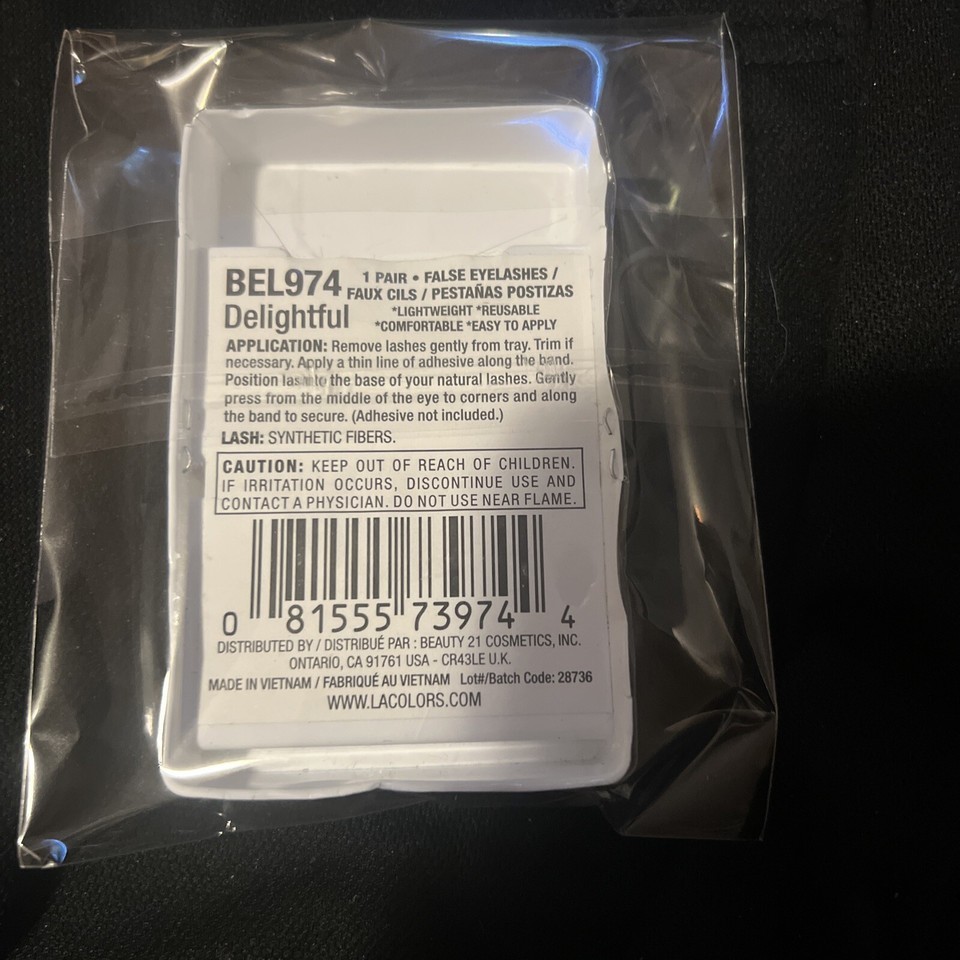 BEL974 1 PAIR • FALSE EYELASHES /
FAUX CILS / PESTAÑAS POSTIZAS
Delightful *LIGHTWEIGHT *REUSABLE
*COMFORTABLE *EASY TO APPLY
APPLICATION: Remove lashes gently from tray. Trim if
necessary. Apply a thin line of adhesive along the band.
Position lash to the base of your natural lashes. Gently
press from the middle of the eye to corners and along
the band to secure. (Adhesive not included.)
LASH: SYNTHETIC FIBERS.
CAUTION: KEEP OUT OF REACH OF CHILDREN.
IF IRRITATION OCCURS, DISCONTINUE USE AND
CONTACT A PHYSICIAN. DO NOT USE NEAR FLAME.
0 81555 73974 4
DISTRIBUTED BY / DISTRIBUÉ PAR : BEAUTY 21 COSMETICS, INC.
ONTARIO, CA 91761 USA - CR43LE U.K.
MADE IN VIETNAM / FABRIQUÉ AU VIETNAM Lot#/Batch Code: 28736
WWW.LACOLORS.COM